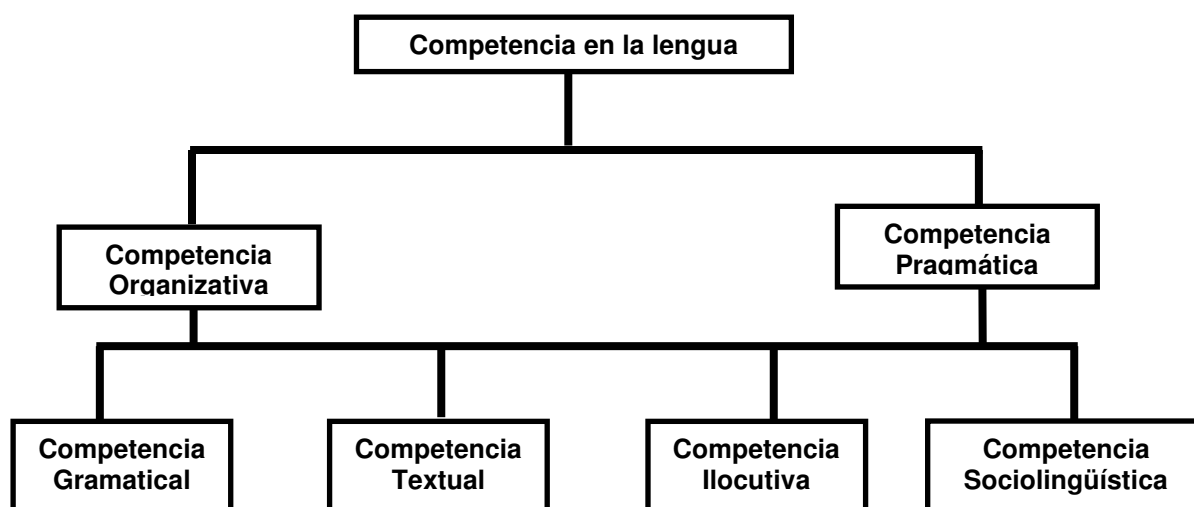 Competencia en la lengua
Competencia
Organizativa
Competencia
Pragmática
Competencia
Gramatical
Competencia
Textual
Competencia
Ilocutiva
Competencia
Sociolingüística